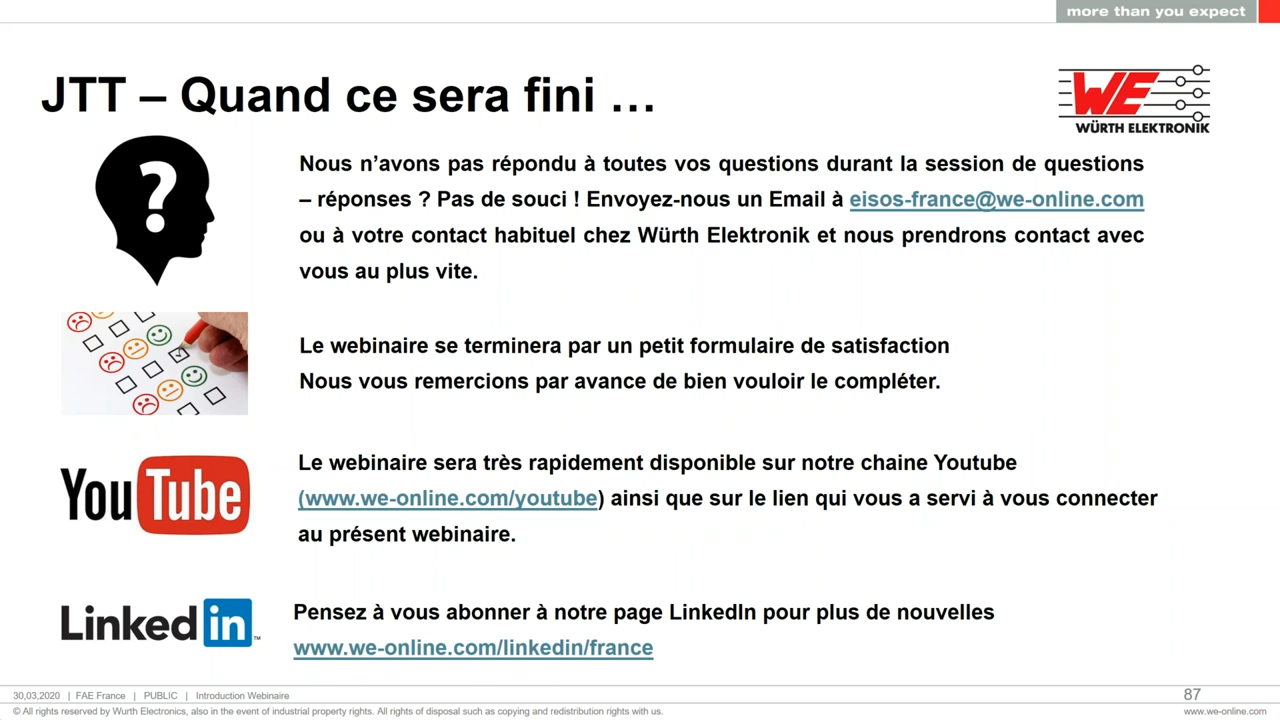 more than you expect
JTT – Quand ce sera fini …
WE
WÜRTH ELEKTRONIK
?
Nous n’avons pas répondu à toutes vos questions durant la session de questions
– réponses ? Pas de souci ! Envoyez-nous un Email à eisos-france@we-online.com
ou à votre contact habituel chez Würth Elektronik et nous prendrons contact avec
vous au plus vite.
Le webinaire se terminera par un petit formulaire de satisfaction
Nous vous remercions par avance de bien vouloir le compléter.
YouTube
Le webinaire sera très rapidement disponible sur notre chaine Youtube
(www.we-online.com/youtube) ainsi que sur le lien qui vous a servi à vous connecter
au présent webinaire.
LinkedIn™
Pensez à vous abonner à notre page LinkedIn pour plus de nouvelles
www.we-online.com/linkedin/france
30,03,2020 | FAE France | PUBLIC | Introduction Webinaire
87
© All rights reserved by Wurth Electronics, also in the event of industrial property rights. All rights of disposal such as copying and redistribution rights with us.
www.we-online.com